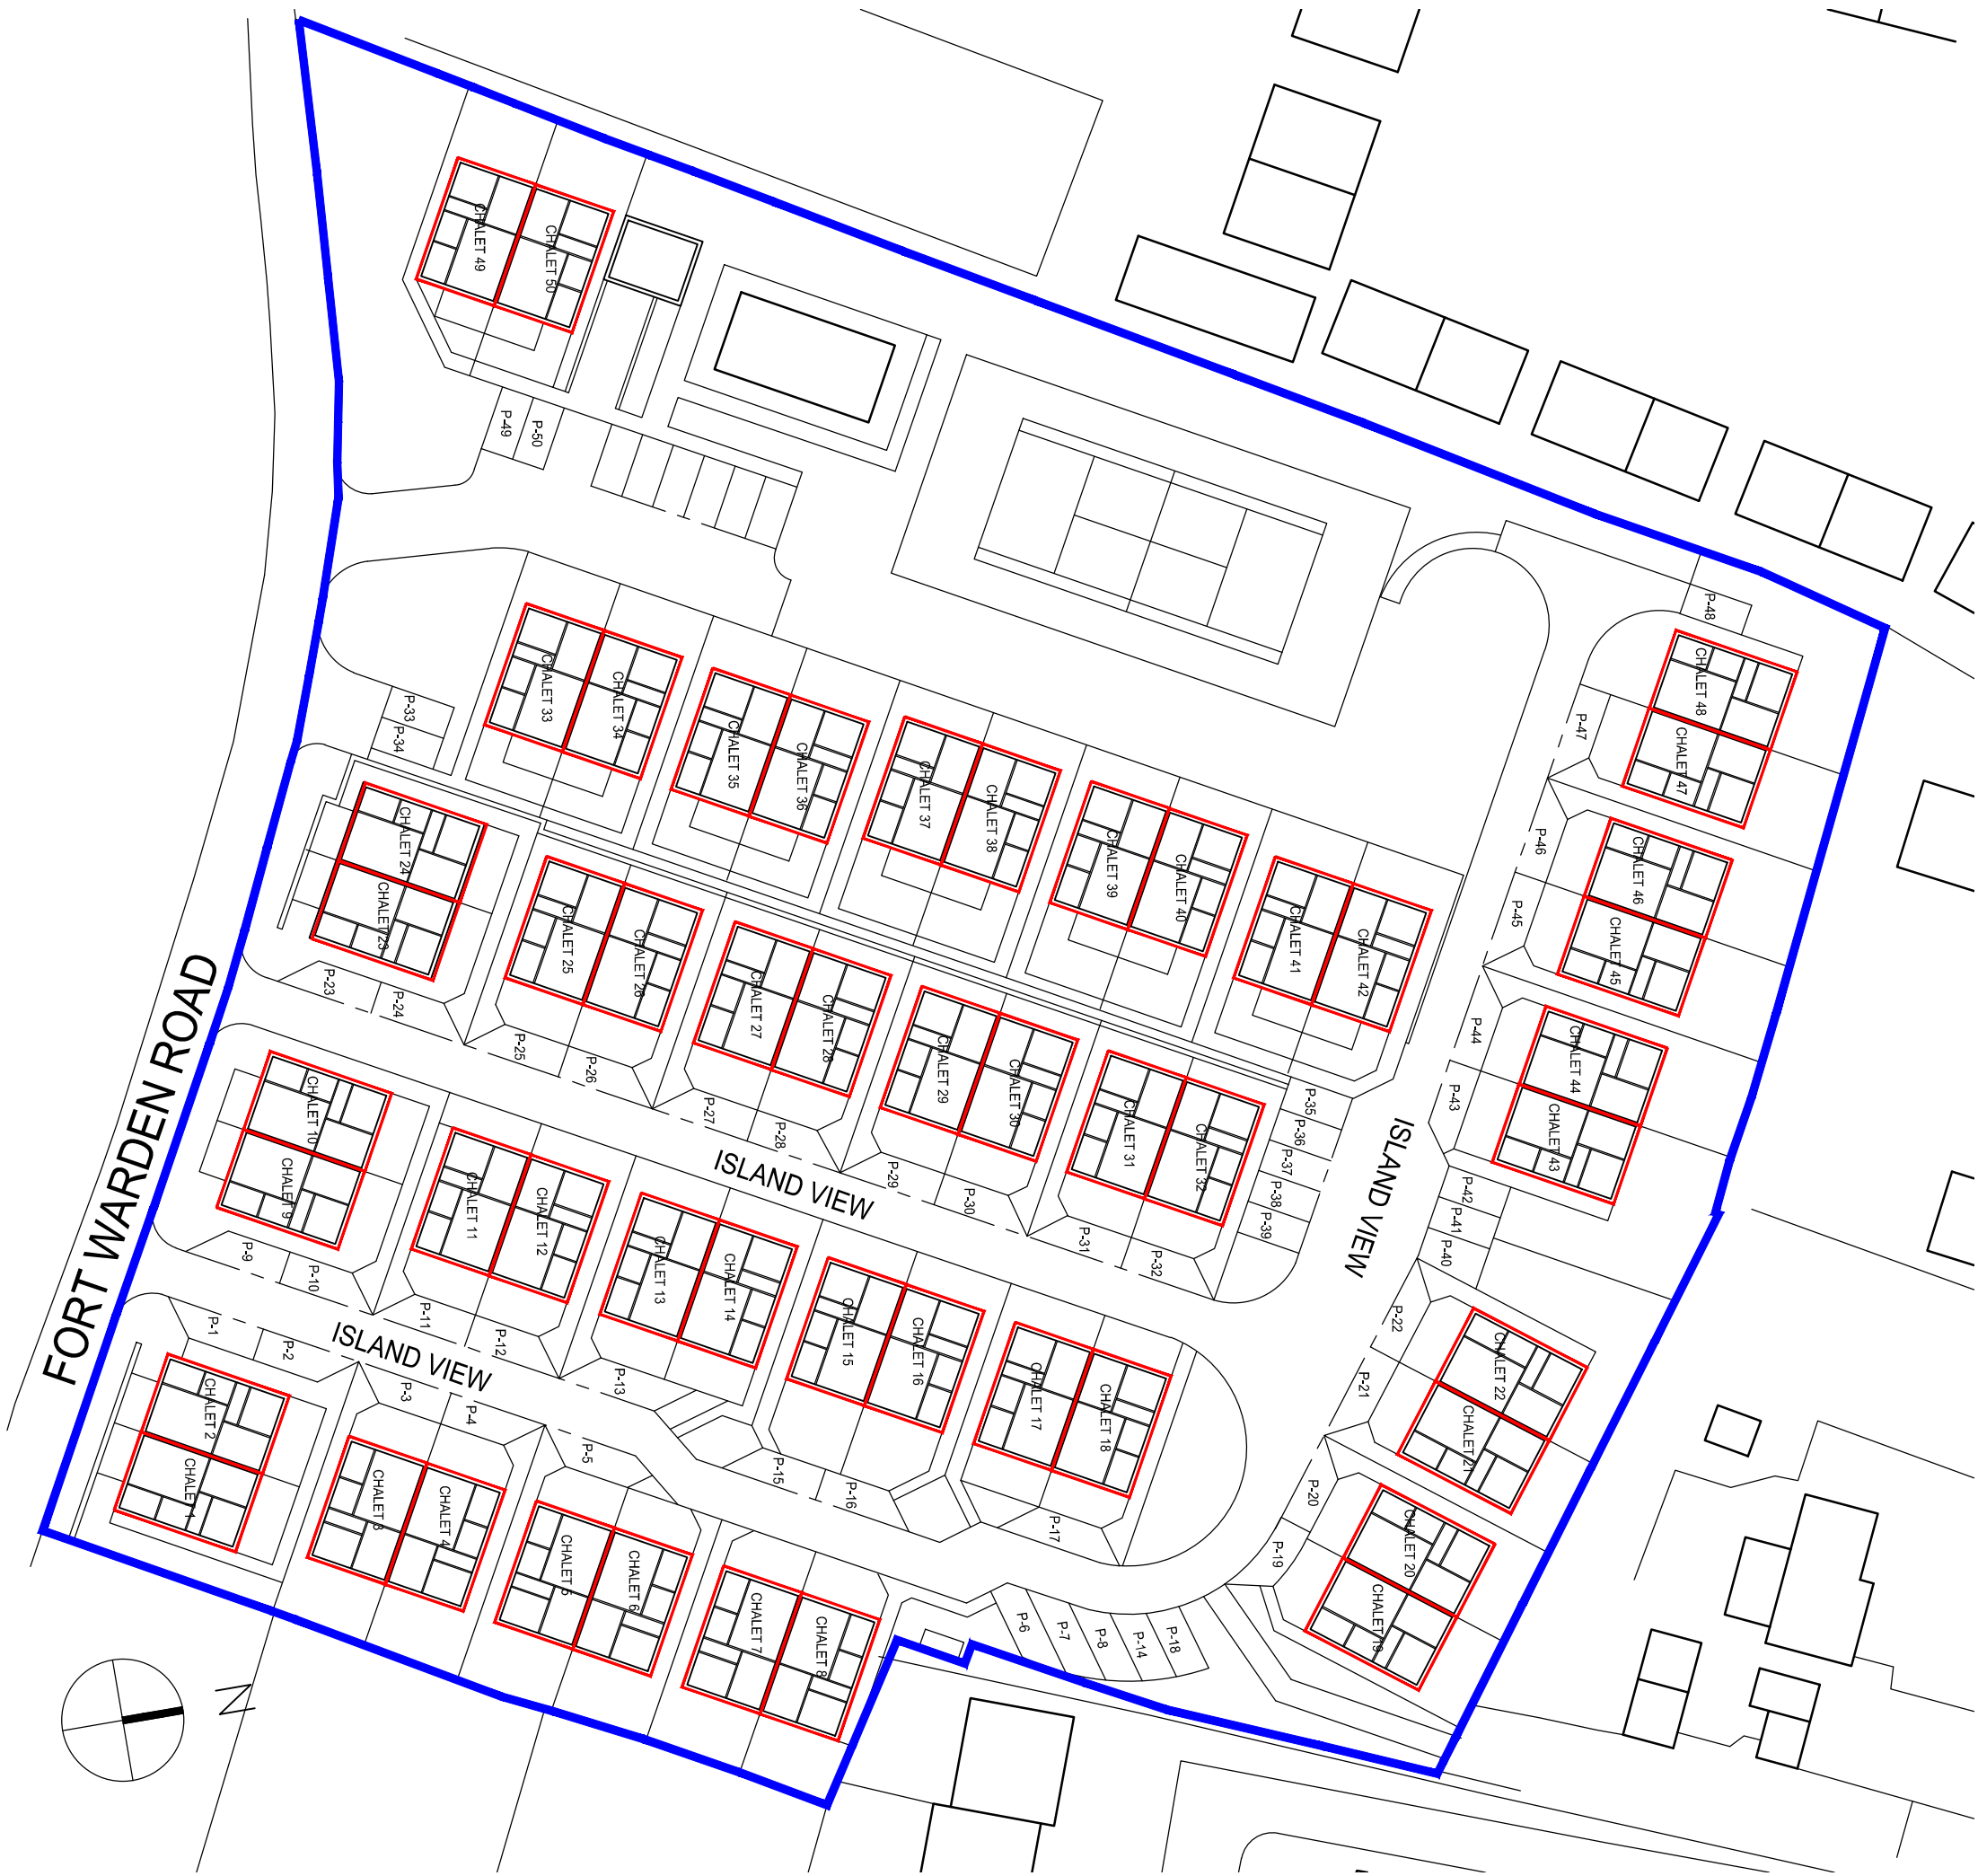 CHALET 49
CHALET 50
P-49
P-50
P-48
CHALET 48
P-47
CHALET 47
CHALET 33
CHALET 34
CHALET 35
CHALET 36
CHALET 37
CHALET 38
CHALET 39
CHALET 40
CHALET 41
CHALET 42
P-33
P-34
P-46
CHALET 46
P-45
CHALET 45
CHALET 24
CHALET 23
CHALET 25
CHALET 26
CHALET 27
CHALET 28
CHALET 29
CHALET 30
CHALET 31
CHALET 32
P-44
CHALET 44
P-43
CHALET 43
P-23
P-24
P-25
P-26
P-27
P-28
P-29
P-30
P-31
P-32
P-35
P-36
P-37
P-38
P-39
P-42
P-41
P-40
FORT WARDEN ROAD
ISLAND VIEW
ISLAND VIEW
CHALET 10
CHALET 9
CHALET 11
CHALET 12
CHALET 13
CHALET 14
CHALET 15
CHALET 16
CHALET 17
CHALET 18
P-22
CHALET 22
P-21
CHALET 21
P-9
P-10
P-11
P-12
P-13
P-15
P-16
P-17
P-20
CHALET 20
P-19
CHALET 19
ISLAND VIEW
P-1
P-2
P-3
P-4
P-5
CHALET 2
CHALE 1
CHALET 3
CHALET 4
CHALET 5
CHALET 6
CHALET 7
CHALET 8
P-6
P-7
P-8
P-14
P-18
N